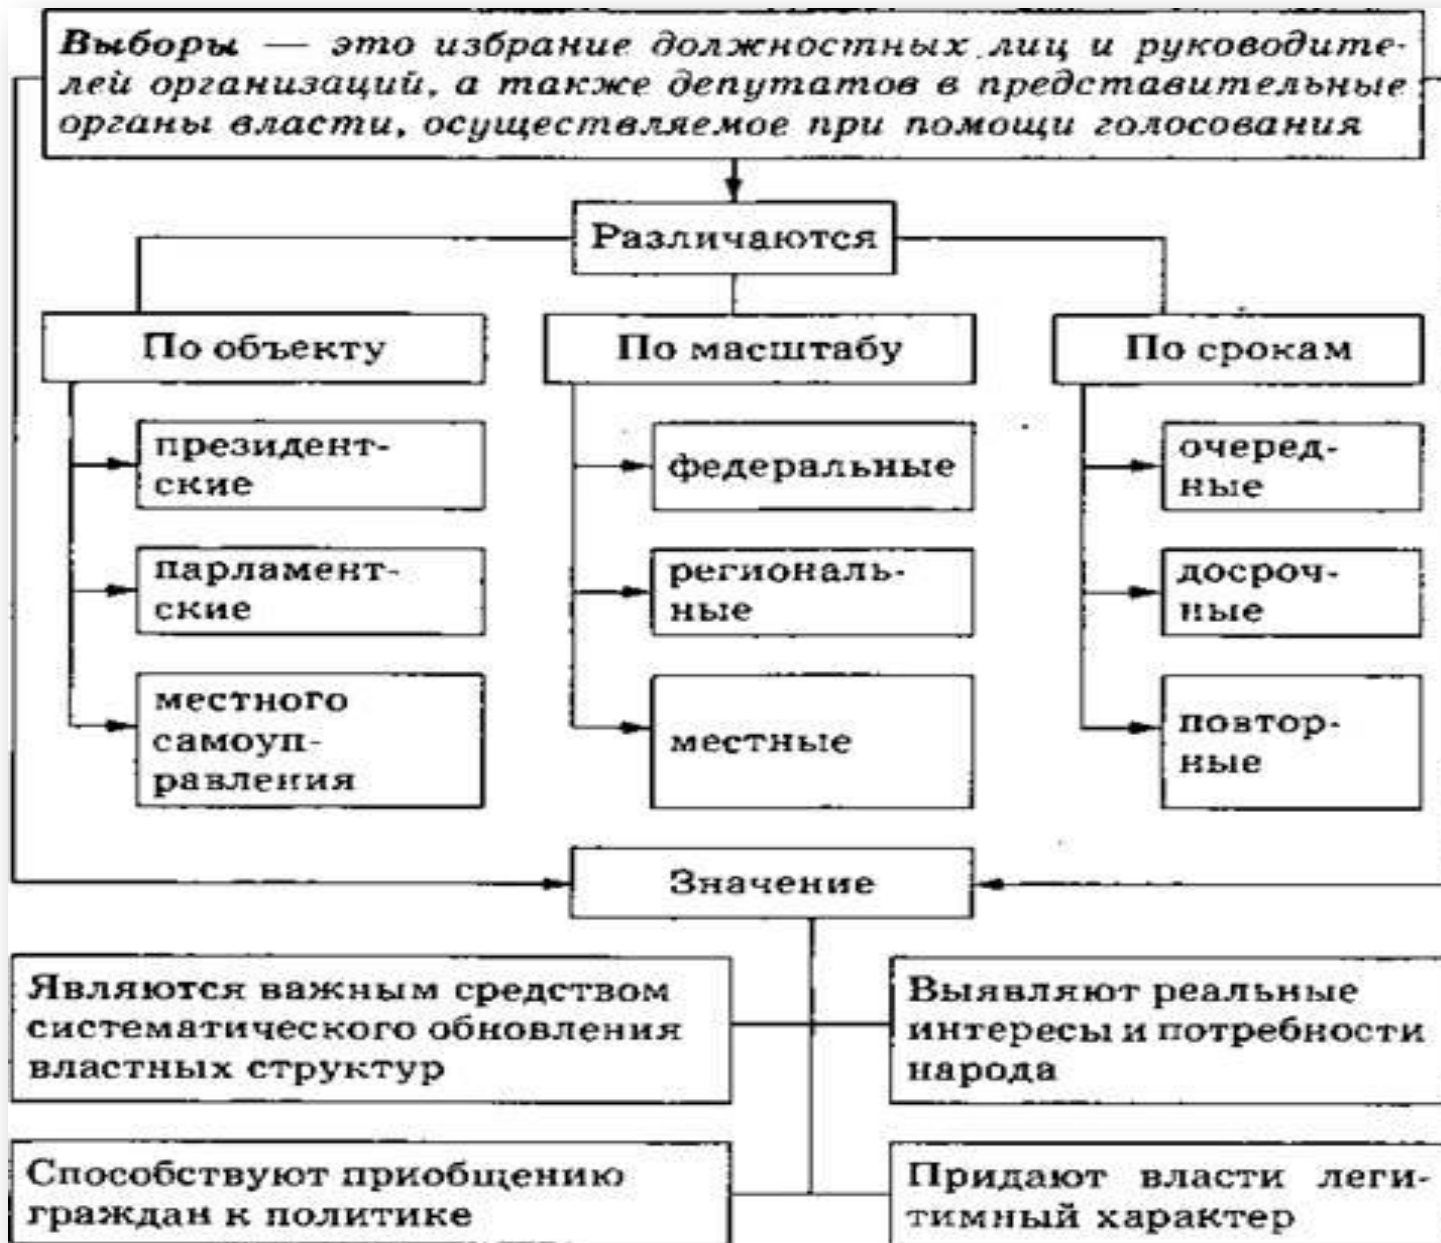 Выборы — это избрание должностных лиц и руководите-
лей организаций, а также депутатов в представительные
органы власти, осуществляемое при помощи голосования
Различаются
По объекту
президент-
ские
парламент-
ские
местного
самоуп-
равления
По масштабу
федеральные
региональ-
ные
местные
По срокам
очеред-
ные
досроч-
ные
повтор-
ные
Значение
Являются важным средством
систематического обновления
властных структур
Выявляют реальные
интересы и потребности
народа
Способствуют приобщению
граждан к политике
Придают власти леги-
тимный характер